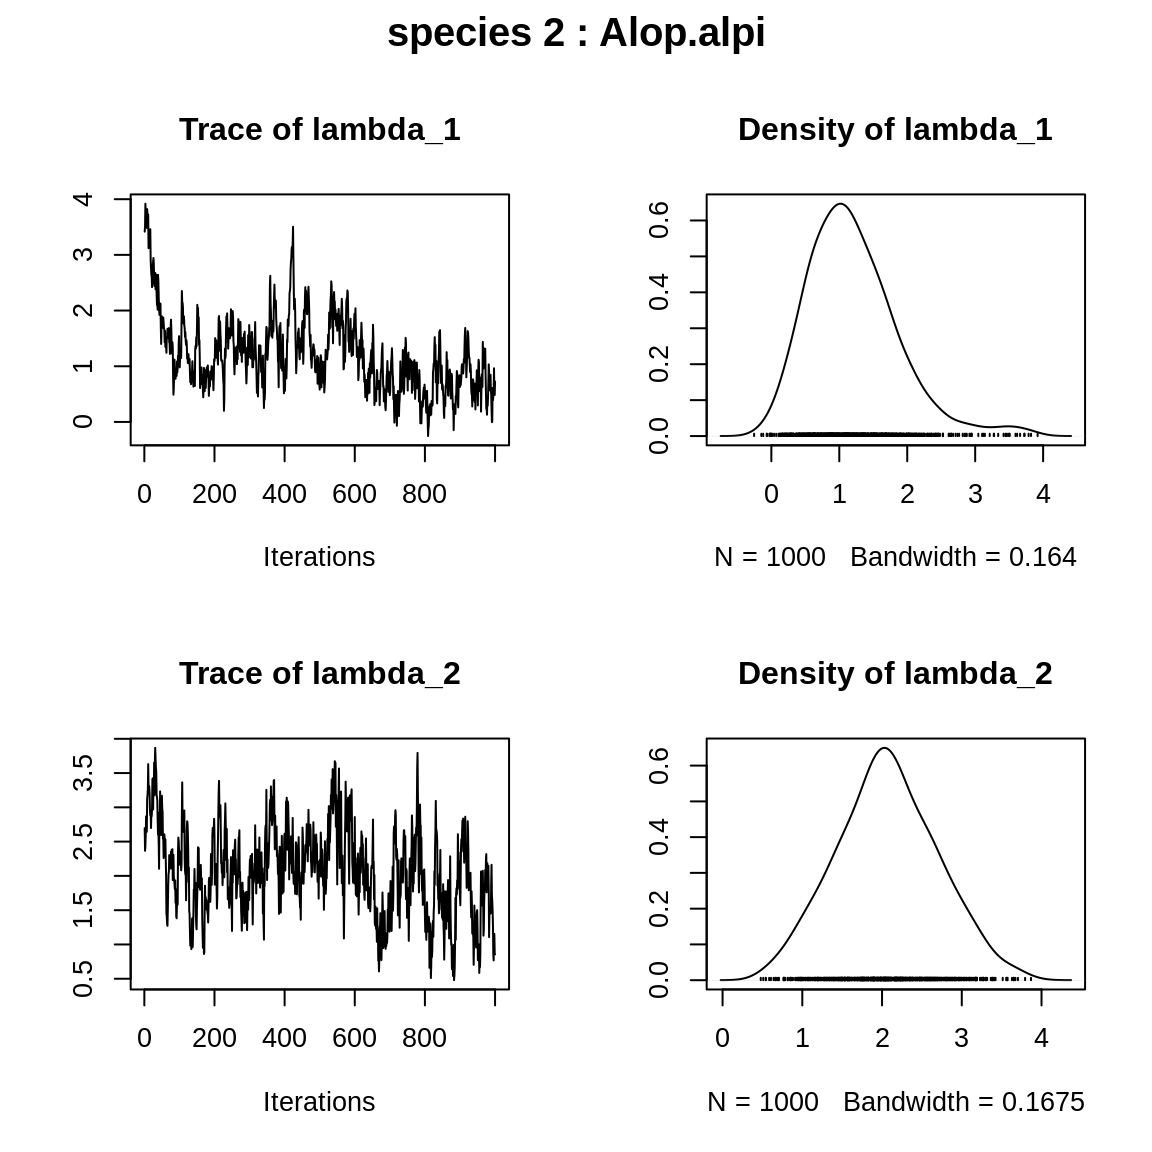 species 2 : Alop.alpi
Trace of lambda_1
Density of lambda_1
4
3
2
1
0
0 200 400 600 800
Iterations
0.6
0.4
0.2
0.0
0 1 2 3 4
N = 1000 Bandwidth = 0.164
Trace of lambda_2
Density of lambda_2
3.5
2.5
1.5
0.5
0 200 400 600 800
Iterations
0.6
0.4
0.2
0.0
0 1 2 3 4
N = 1000 Bandwidth = 0.1675